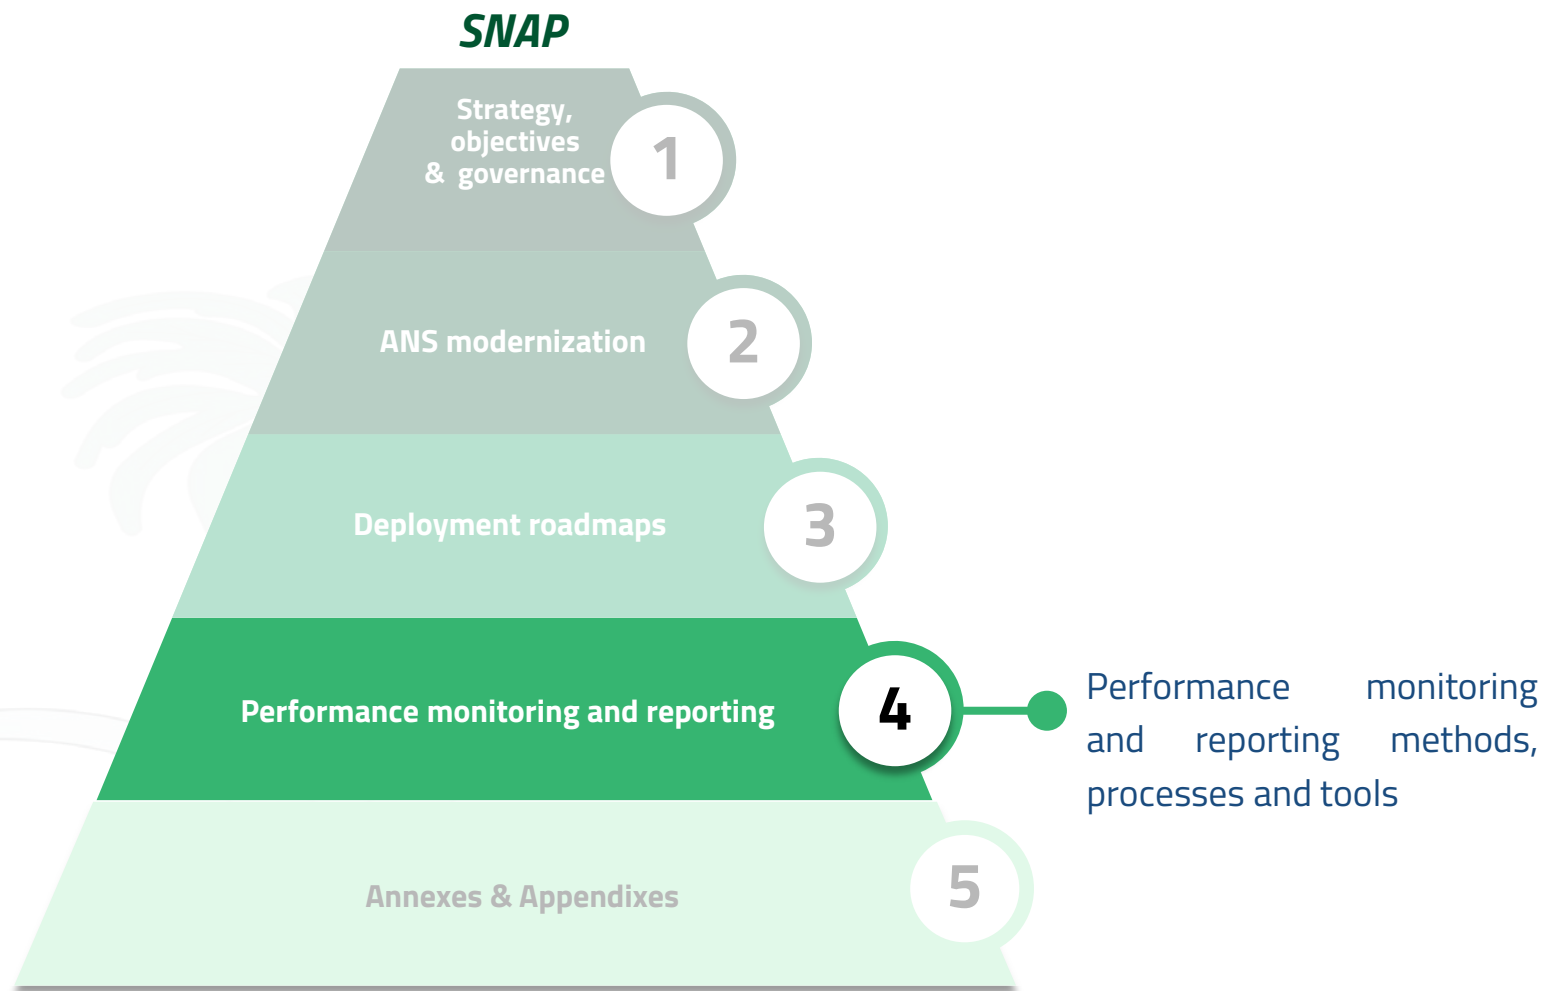 SNAP
Strategy,
objectives
& governance
1
ANS modernization
2
Deployment roadmaps
3
Performance monitoring and reporting
4
Performance monitoring
and reporting methods,
processes and tools
Annexes & Appendixes
5